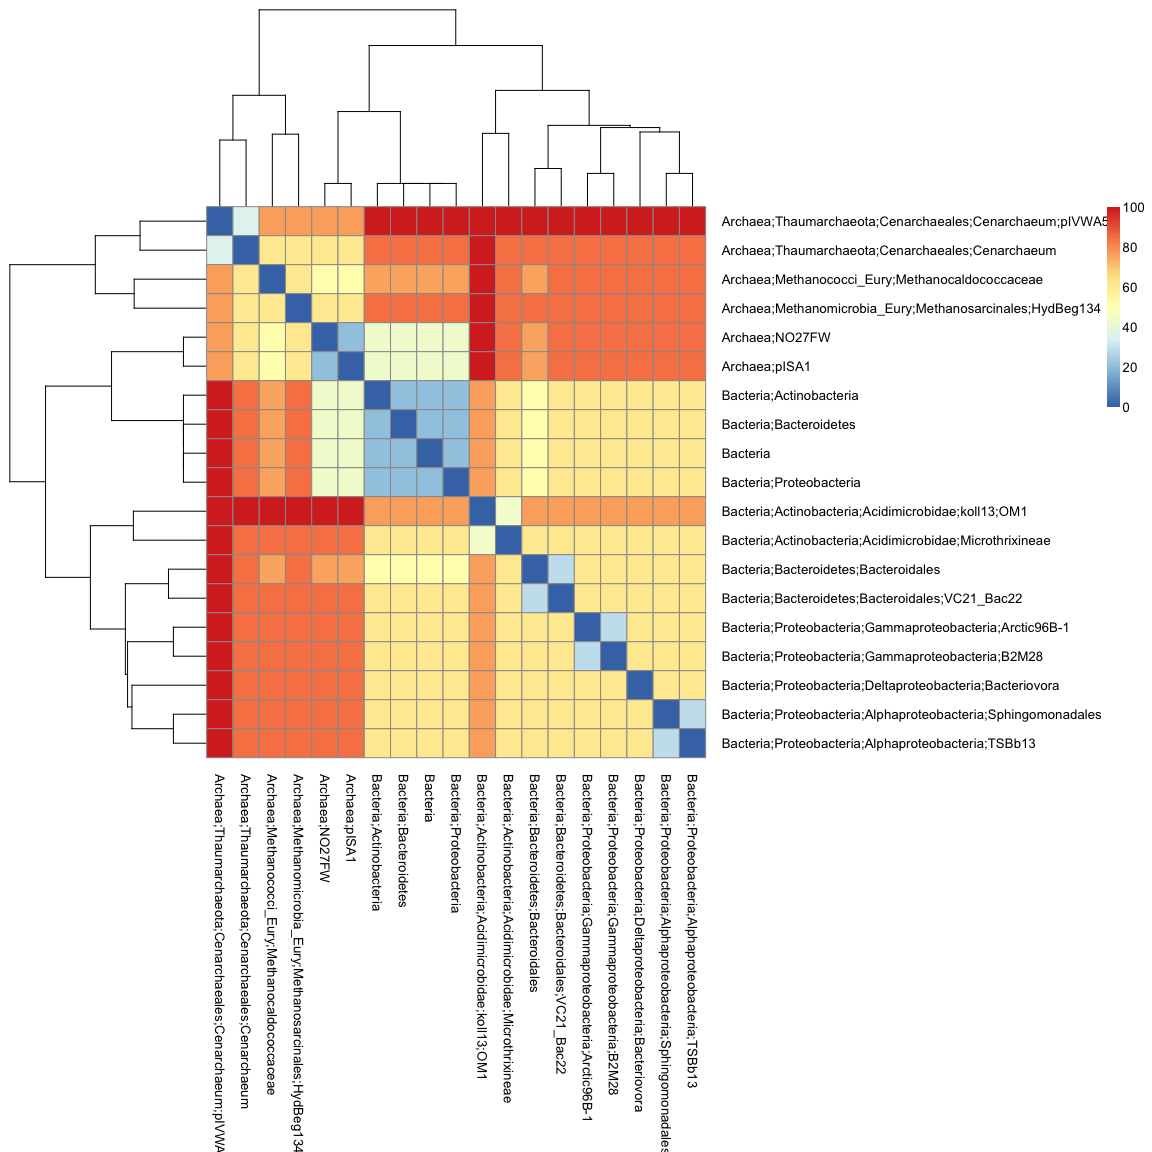 Archaea;Thaumarchaeota;Cenarchaeales;Cenarchaeum;pIVWA5
Archaea;Thaumarchaeota;Cenarchaeales;Cenarchaeum
Archaea;Methanococci_Eury;Methanocaldococcaceae
Archaea;Methanomicrobia_Eury;Methanosarcinales;HydBeg134
Archaea;NO27FW
Archaea;pISA1
Bacteria;Actinobacteria
Bacteria;Bacteroidetes
Bacteria
Bacteria;Proteobacteria
Bacteria;Actinobacteria;Acidimicrobidae;koll13;OM1
Bacteria;Actinobacteria;Acidimicrobidae;Microthrixineae
Bacteria;Bacteroidetes;Bacteroidales
Bacteria;Bacteroidetes;Bacteroidales;VC21_Bac22
Bacteria;Proteobacteria;Gammaproteobacteria;Arctic96B-1
Bacteria;Proteobacteria;Gammaproteobacteria;B2M28
Bacteria;Proteobacteria;Deltaproteobacteria;Bacteriovora
Bacteria;Proteobacteria;Alphaproteobacteria;Sphingomonadales
Bacteria;Proteobacteria;Alphaproteobacteria;TSBb13
100
80
60
40
20
0
Archaea;Thaumarchaeota;Cenarchaeales;Cenarchaeum;pIVWA
Archaea;Thaumarchaeota;Cenarchaeales;Cenarchaeum
Archaea;Methanococci_Eury;Methanocaldococcaceae
Archaea;Methanomicrobia_Eury;Methanosarcinales;HydBeg134
Archaea;NO27FW
Archaea;pISA1
Bacteria;Actinobacteria
Bacteria;Bacteroidetes
Bacteria
Bacteria;Proteobacteria
Bacteria;Actinobacteria;Acidimicrobidae;koll13;OM1
Bacteria;Actinobacteria;Acidimicrobidae;Microthrixineae
Bacteria;Bacteroidetes;Bacteroidales
Bacteria;Bacteroidetes;Bacteroidales;VC21_Bac22
Bacteria;Proteobacteria;Gammaproteobacteria;Arctic96B-1
Bacteria;Proteobacteria;Gammaproteobacteria;B2M28
Bacteria;Proteobacteria;Deltaproteobacteria;Bacteriovora
Bacteria;Proteobacteria;Alphaproteobacteria;Sphingomonadales
Bacteria;Proteobacteria;Alphaproteobacteria;TSBb13